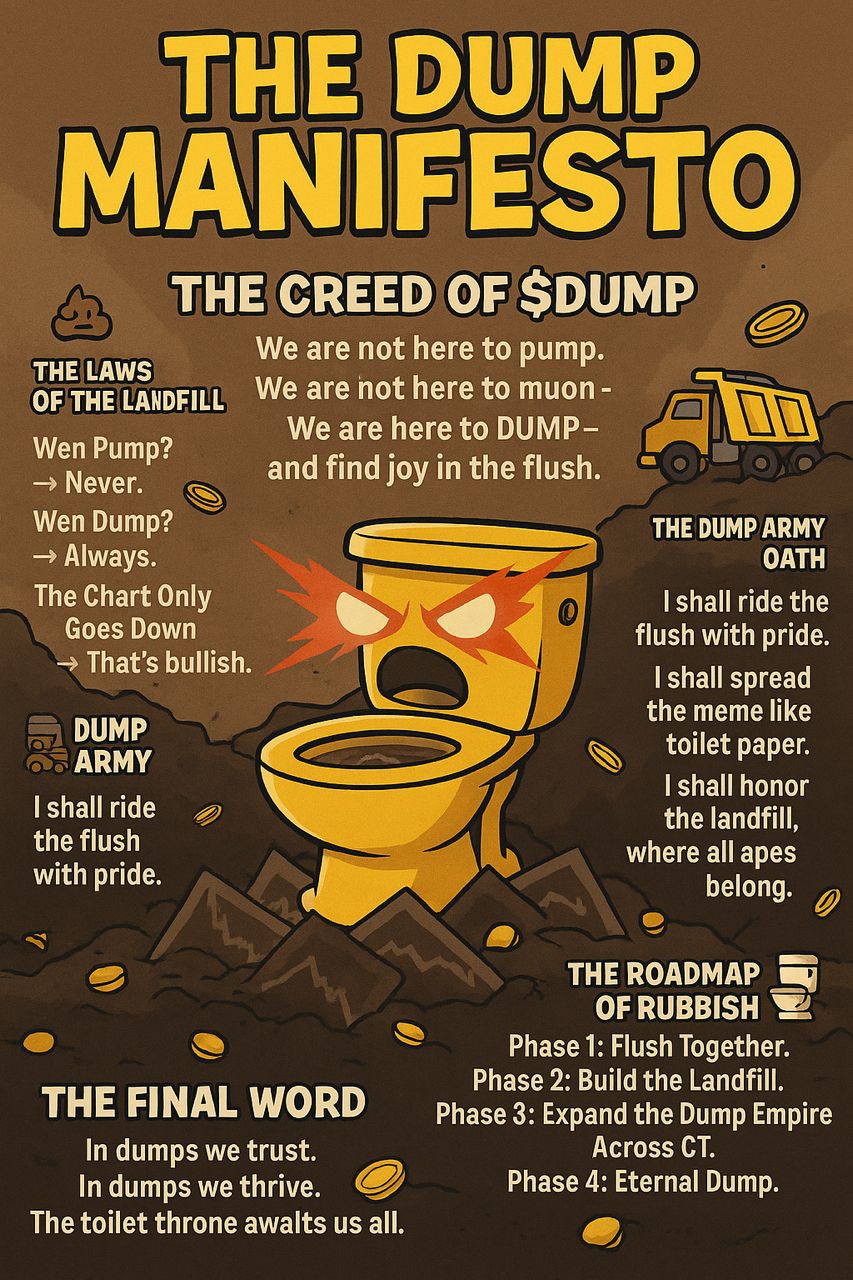 THE DUMP
MANIFESTO
THE CREED OF $DUMP
We are not here to pump.
We are not here to muon -
We are here to DUMP–
and find joy in the flush.
THE LAWS
OF THE LANDFILL
Wen Pump?
→ Never.
Wen Dump?
→ Always.
The Chart Only
Goes Down
→ That's bullish.
DUMP
ARMY
I shall ride
the flush
with pride.
THE DUMP ARMY
OATH
I shall ride the
flush with pride.
I shall spread
the meme like
toilet paper.
I shall honor
the landfill,
where all apes
belong.
THE ROADMAP
OF RUBBISH
Phase 1: Flush Together.
Phase 2: Build the Landfill.
Phase 3: Expand the Dump Empire
Across CT.
Phase 4: Eternal Dump.
THE FINAL WORD
In dumps we trust.
In dumps we thrive.
The toilet throne awalts us all.